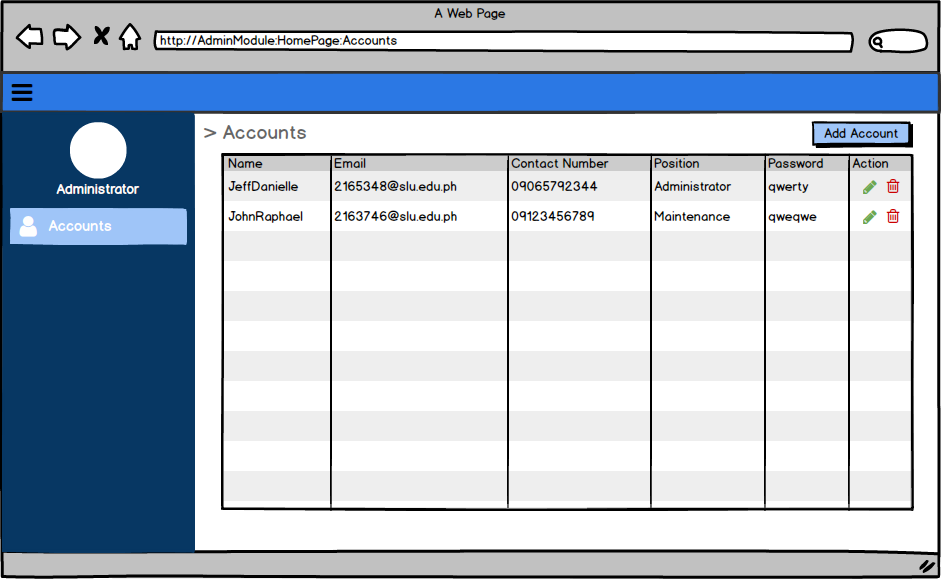 A Web Page
http://AdminModule:HomePage:Accounts
Administrator
Accounts
> Accounts
Add Account
Name Email Contact Number Position Password Action
JeffDanielle 2165348@slu.edu.ph 09065792344 Administrator qwerty
JohnRaphael 2163746@slu.edu.ph 09123456789 Maintenance qweqwe